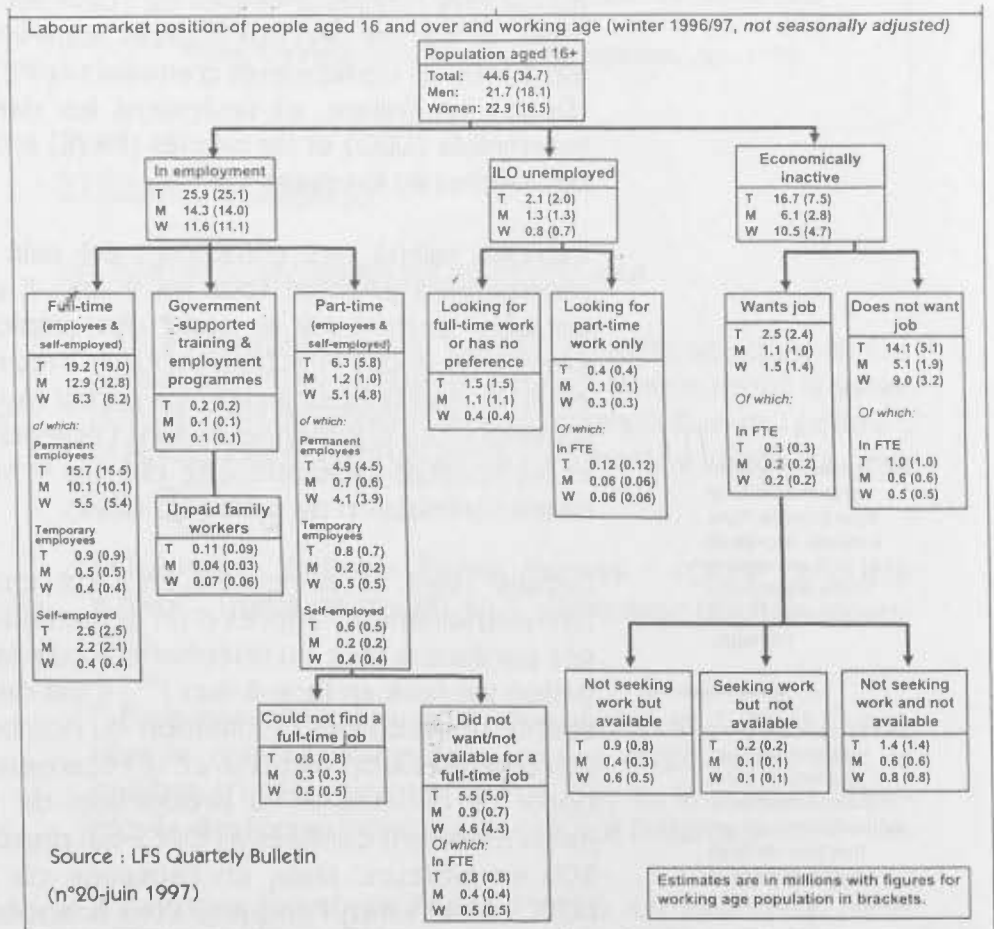 Labour market position of people aged 16 and over and working age (winter 1996/97, not seasonally adjusted)
Population aged 16+
Total: 44.6 (34.7)
Men: 21.7 (18.1)
Women: 22.9 (16.5)
In employment
T 25.9 (25.1)
M 14.3 (14.0)
W 11.6 (11.1)
ILO unemployed
T 2.1 (2.0)
M 1.3 (1.3)
W 0.8 (0.7)
Economically
inactive
T 16.7 (7.5)
M 6.1 (2.8)
W 10.5 (4.7)
Full-time
(employees &
self-employed)
T 19.2 (19.0)
M 12.9 (12.8)
W 6.3 (6.2)
of which:
Permanent
employees
T 15.7 (15.5)
M 10.1 (10.1)
W 5.5 (5.4)
Temporary
employees
T 0.9 (0.9)
M 0.5 (0.5)
W 0.4 (0.4)
Self-employed
T 2.6 (2.5)
M 2.2 (2.1)
W 0.4 (0.4)
Government
-supported
training &
employment
programmes
T 0.2 (0.2)
M 0.1 (0.1)
W 0.1 (0.1)
Unpaid family
workers
T 0.11 (0.09)
M 0.04 (0.03)
W 0.07 (0.06)
Part-time
(employees &
self-employed)
T 6.3 (5.8)
M 1.2 (1.0)
W 5.1 (4.8)
of which:
Permanent
employees
T 4.9 (4.5)
M 0.7 (0.6)
W 4.1 (3.9)
Temporary
employees
T 0.8 (0.7)
M 0.2 (0.2)
W 0.5 (0.5)
Self-employed
T 0.6 (0.5)
M 0.2 (0.2)
W 0.4 (0.4)
Looking for
full-time work
or has no
preference
T 1.5 (1.5)
M 1.1 (1.1)
W 0.4 (0.4)
Looking for
part-time
work only
T 0.4 (0.4)
M 0.1 (0.1)
W 0.3 (0.3)
Of which:
In FTE
T 0.12 (0.12)
M 0.06 (0.06)
W 0.06 (0.06)
Wants job
T 2.5 (2.4)
M 1.1 (1.0)
W 1.5 (1.4)
Of which:
In FTE
T 0.3 (0.3)
M 0.2 (0.2)
W 0.2 (0.2)
Does not want
job
T 14.1 (5.1)
M 5.1 (1.9)
W 9.0 (3.2)
Of which:
In FTE
T 1.0 (1.0)
M 0.6 (0.6)
W 0.5 (0.5)
Could not find a
full-time job
T 0.8 (0.8)
M 0.3 (0.3)
W 0.5 (0.5)
Did not
want/not
available for a
full-time job
T 5.5 (5.0)
M 0.9 (0.7)
W 4.6 (4.3)
Of which:
In FTE
T 0.8 (0.8)
M 0.4 (0.4)
W 0.5 (0.5)
Not seeking
work but
available
T 0.9 (0.8)
M 0.4 (0.3)
W 0.6 (0.5)
Seeking work
but not
available
T 0.2 (0.2)
M 0.1 (0.1)
W 0.1 (0.1)
Not seeking
work and not
available
T 1.4 (1.4)
M 0.6 (0.6)
W 0.8 (0.8)
Source : LFS Quartely Bulletin
(n°20-juin 1997)
Estimates are in millions with figures for
working age population in brackets.